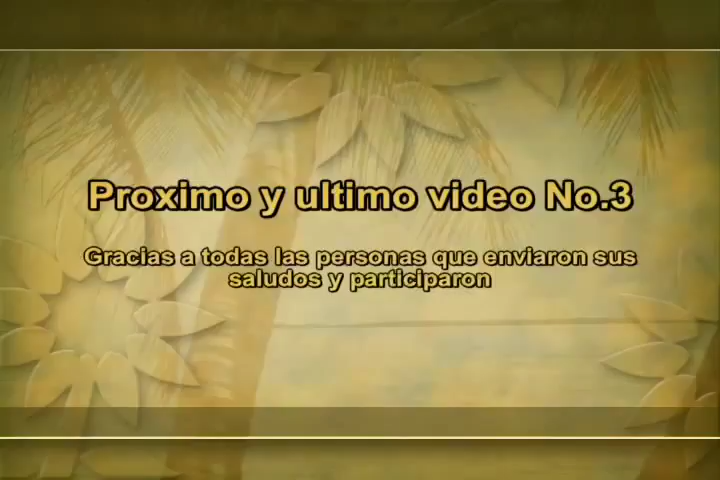 Proximo y ultimo video No.3
Gracias a todas las personas que enviaron sus
saludos y participaron